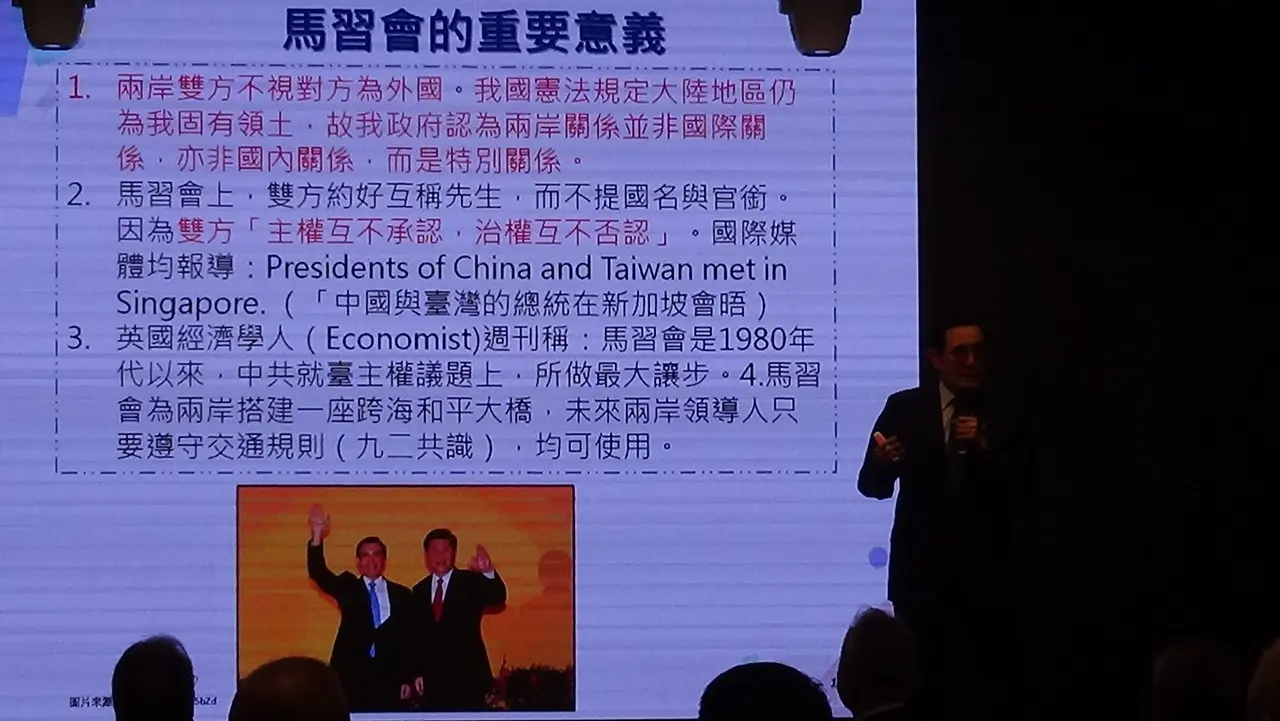 馬習會的重要意義
1. 兩岸雙方不視對方為外國。我國憲法規定大陸地區仍
為我固有領土，故我政府認為兩岸關係並非國際關
係，亦非國內關係，而是特別關係。
2. 馬習會上，雙方約好互稱先生，而不提國名與官銜。
因為雙方「主權互不承認，治權互不否認」。國際媒
體均報導：Presidents of China and Taiwan met in
Singapore.（「中國與臺灣的總統在新加坡會晤）
3. 英國經濟學人（Economist)週刊稱：馬習會是1980年
代以來，中共就臺主權議題上，所做最大讓步。4.馬習
會為兩岸搭建一座跨海和平大橋，未來兩岸領導人只
要遵守交通規則（九二共識），均可使用。
圖片來源